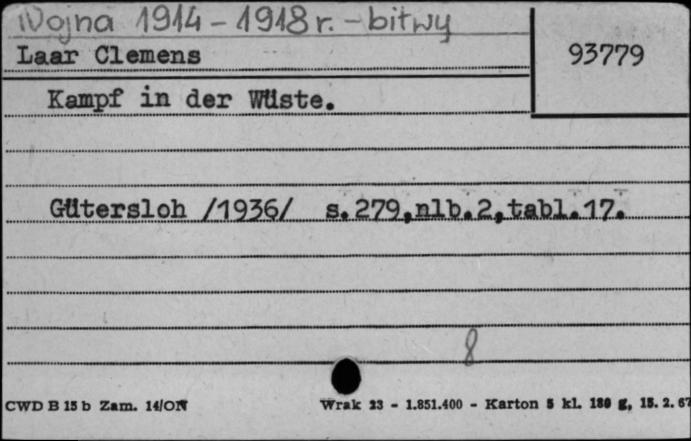 Wojna 1914 - 1918 r. - bitwy
Laar Clemens
93779
Kampf in der Wüste.
Gütersloh /1936/ s.279,nlb.2,tabl.17.
8
CWD B 15 b Zam. 14/ON Wrak 23 - 1.851.400 - Karton 5 kl. 180 g, 15. 2. 67